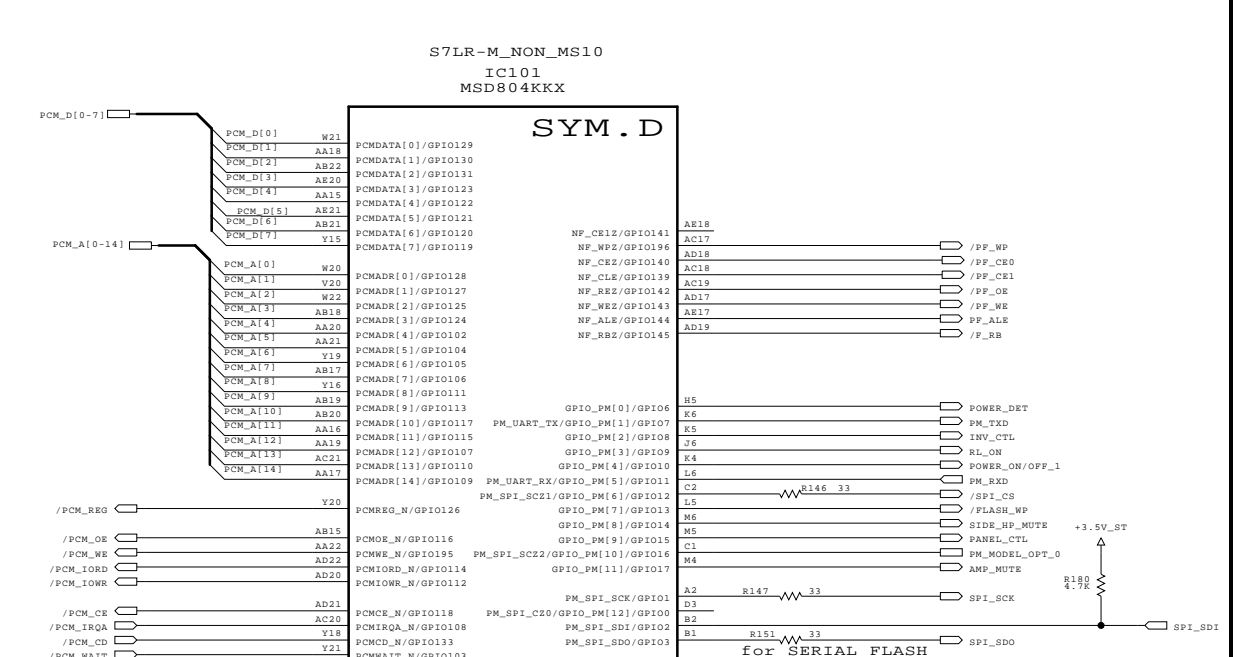 S7LR-M_NON_MS10
IC101
MSD804KKX
SYM.D
PCM_D[0-7]
PCM_D[0] W21 PCMDATA[0]/GPIO129
PCM_D[1] AA18 PCMDATA[1]/GPIO130
PCM_D[2] AB22 PCMDATA[2]/GPIO131
PCM_D[3] AE20 PCMDATA[3]/GPIO123
PCM_D[4] AA15 PCMDATA[4]/GPIO122
PCM_D[5] AE21 PCMDATA[5]/GPIO121
PCM_D[6] AB21 PCMDATA[6]/GPIO120
PCM_D[7] Y15 PCMDATA[7]/GPIO119
PCM_A[0-14]
PCM_A[0] W20 PCMADR[0]/GPIO128
PCM_A[1] V20 PCMADR[1]/GPIO127
PCM_A[2] W22 PCMADR[2]/GPIO125
PCM_A[3] AB18 PCMADR[3]/GPIO124
PCM_A[4] AA20 PCMADR[4]/GPIO102
PCM_A[5] AA21 PCMADR[5]/GPIO104
PCM_A[6] Y19 PCMADR[6]/GPIO105
PCM_A[7] AB17 PCMADR[7]/GPIO106
PCM_A[8] Y16 PCMADR[8]/GPIO111
PCM_A[9] AB19 PCMADR[9]/GPIO113
PCM_A[10] AB20 PCMADR[10]/GPIO117
PCM_A[11] AA16 PCMADR[11]/GPIO115
PCM_A[12] AA19 PCMADR[12]/GPIO107
PCM_A[13] AC21 PCMADR[13]/GPIO110
PCM_A[14] AA17 PCMADR[14]/GPIO109
/PCM_REG Y20 PCMREG_N/GPIO126
/PCM_OE AB15 PCMOE_N/GPIO116
/PCM_WE AA22 PCMWE_N/GPIO195
/PCM_IORD AD22 PCMIORD_N/GPIO114
/PCM_IOWR AD20 PCMIOWR_N/GPIO112
/PCM_CE AD21 PCMCE_N/GPIO118
/PCM_IRQA AC20 PCMIRQA_N/GPIO108
/PCM_CD Y18 PCMCD_N/GPIO133
/PCM_WAIT Y21 PCMWAIT_N/GPIO103
NF_CE1Z/GPIO141 AE18
NF_WPZ/GPIO196 AC17 /PF_WP
NF_CEZ/GPIO140 AD18 /PF_CE0
NF_CLE/GPIO139 AC18 /PF_CE1
NF_REZ/GPIO142 AC19 /PF_OE
NF_WEZ/GPIO143 AD17 /PF_WE
NF_ALE/GPIO144 AE17 PF_ALE
NF_RBZ/GPIO145 AD19 /F_RB
GPIO_PM[0]/GPIO6 H5 POWER_DET
PM_UART_TX/GPIO_PM[1]/GPIO7 K6 PM_TXD
GPIO_PM[2]/GPIO8 K5 INV_CTL
GPIO_PM[3]/GPIO9 J6 RL_ON
GPIO_PM[4]/GPIO10 K4 POWER_ON/OFF_1
PM_UART_RX/GPIO_PM[5]/GPIO11 L6 PM_RXD
PM_SPI_SCZ1/GPIO_PM[6]/GPIO12 C2 R146 33 /SPI_CS
GPIO_PM[7]/GPIO13 L5 /FLASH_WP
GPIO_PM[8]/GPIO14 M6 SIDE_HP_MUTE
GPIO_PM[9]/GPIO15 M5 PANEL_CTL
PM_SPI_SCZ2/GPIO_PM[10]/GPIO16 C1 PM_MODEL_OPT_0
GPIO_PM[11]/GPIO17 M4 AMP_MUTE
+3.5V_ST
R180
4.7K
PM_SPI_SCK/GPIO1 A2 R147 33 SPI_SCK
PM_SPI_CZ0/GPIO_PM[12]/GPIO0 D3
PM_SPI_SDI/GPIO2 B2 SPI_SDI
PM_SPI_SDO/GPIO3 B1 R151 33 SPI_SDO
for SERIAL FLASH